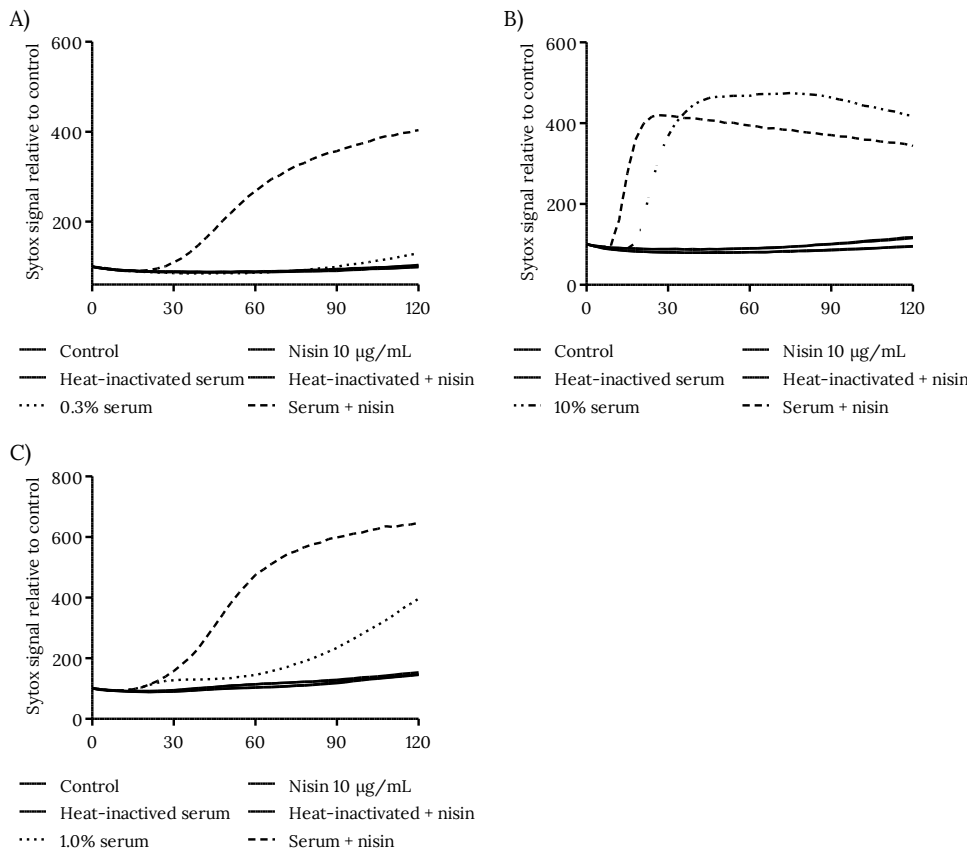 A)
Sytox signal relative to control
600
400
200
0 30 60 90 120
Control Nisin 10 µg/mL
Heat-inactivated serum Heat-inactivated + nisin
0.3% serum Serum + nisin
B)
Sytox signal relative to control
600
400
200
0
0 30 60 90 120
Control Nisin 10 µg/mL
Heat-inactived serum Heat-inactivated + nisin
10% serum Serum + nisin
C)
Sytox signal relative to control
800
600
400
200
0
0 30 60 90 120
Control Nisin 10 µg/mL
Heat-inactived serum Heat-inactivated + nisin
1.0% serum Serum + nisin